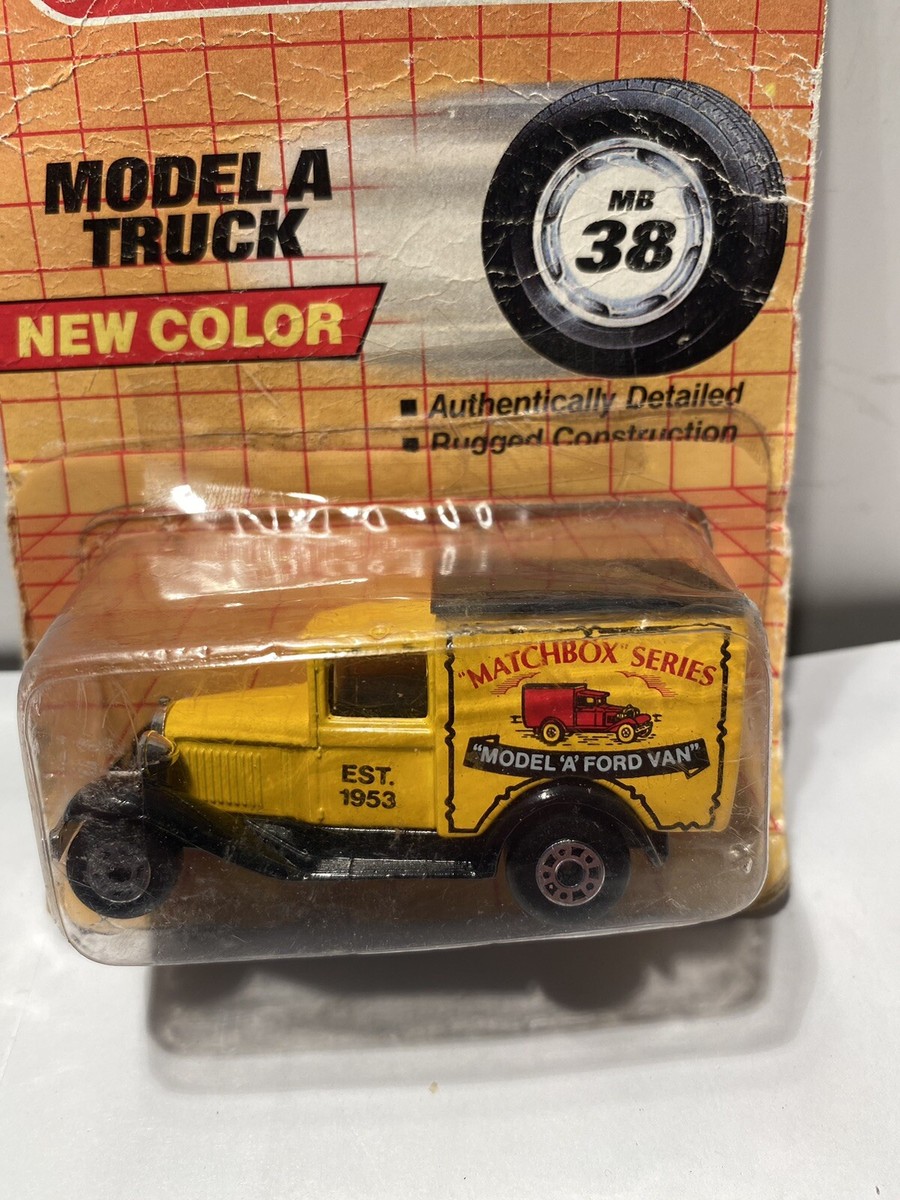 MODEL A
TRUCK
MB
38
NEW COLOR
■ Authentically Detailed
■ Rugged Construction
"MATCHBOX" SERIES
"MODEL 'A' FORD VAN"
EST.
1953